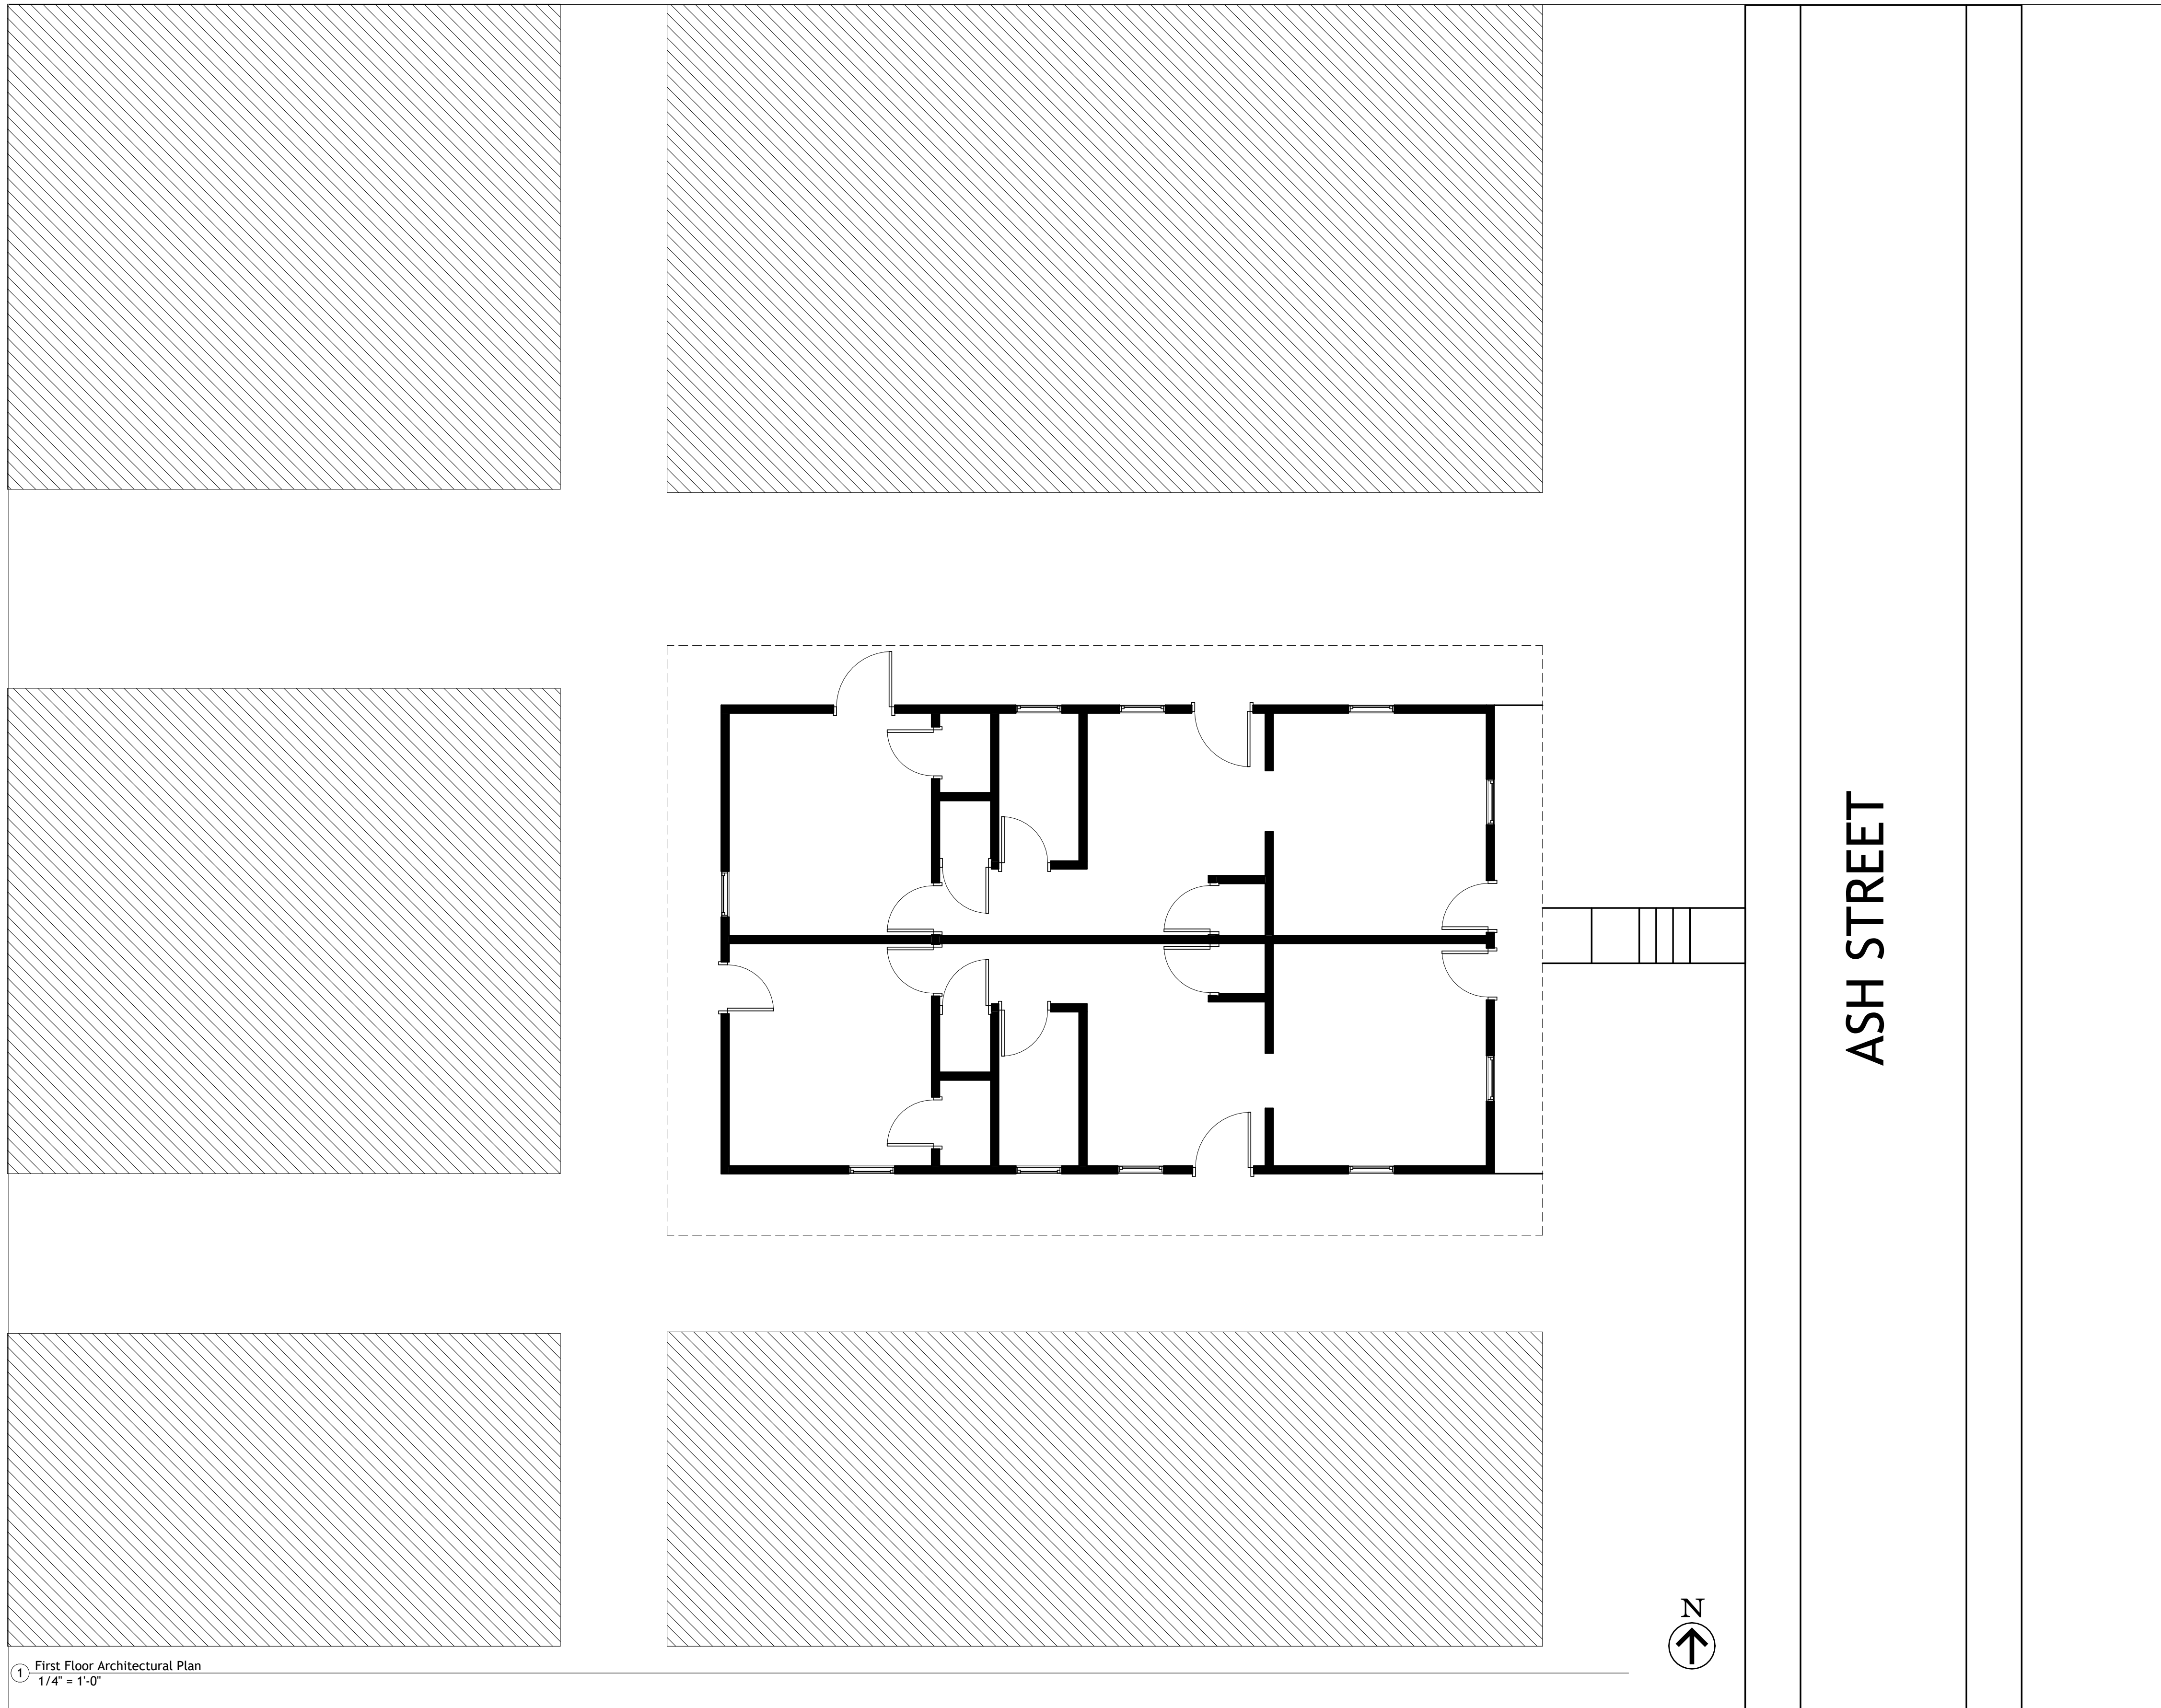 ASH STREET
N
1 First Floor Architectural Plan
1/4" = 1'-0"